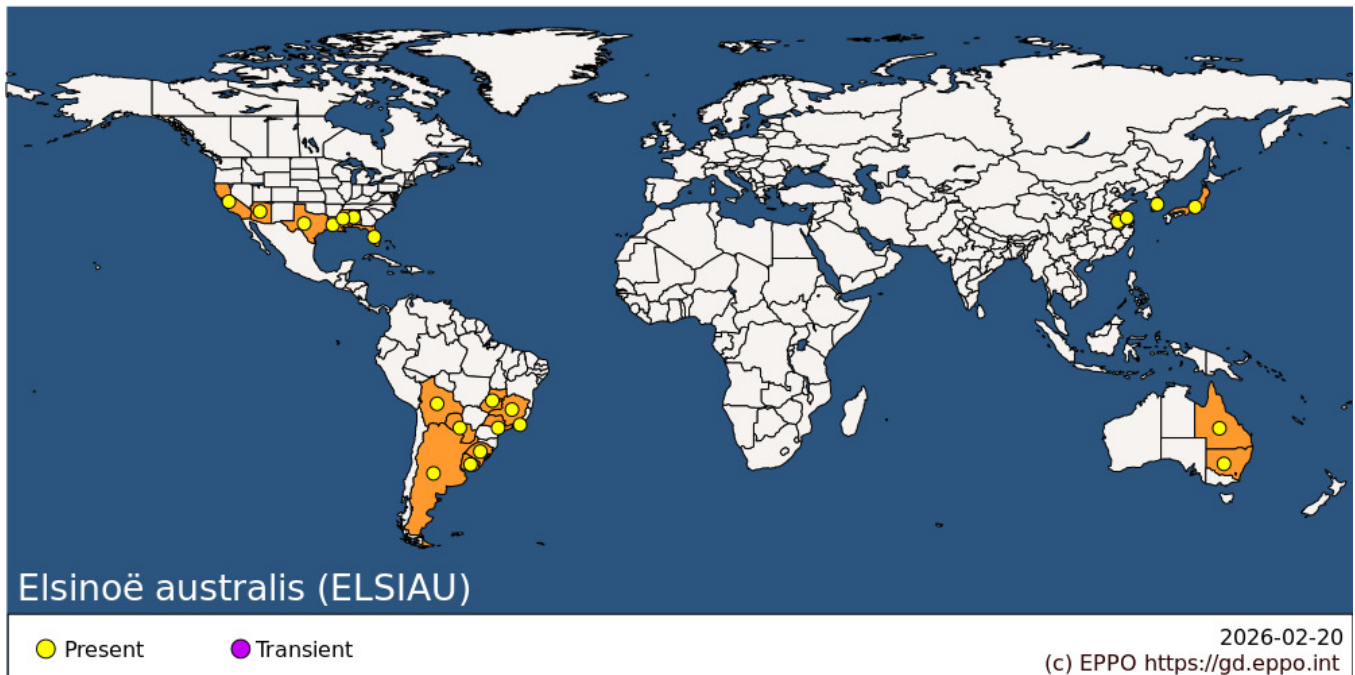 Elsinoë australis (ELSIAU)
Present
Transient
2026-02-20
(c) EPPO https://gd.eppo.int